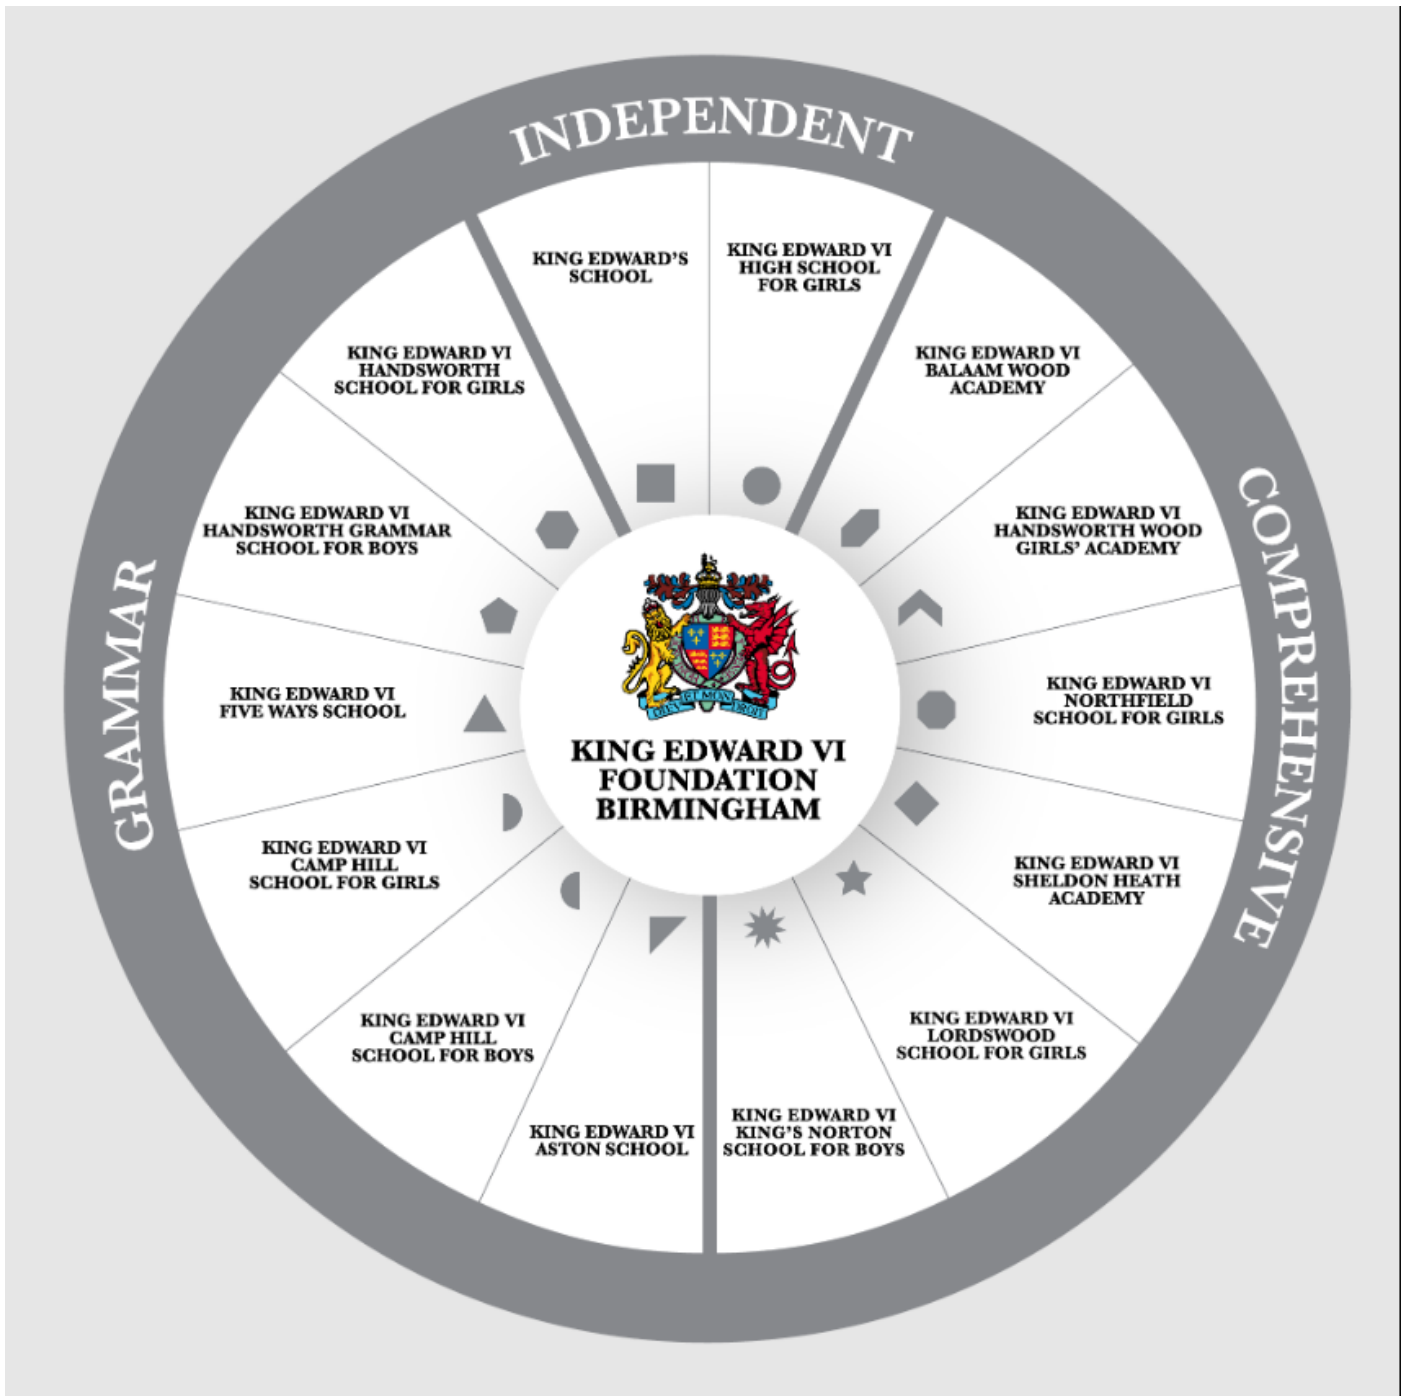 INDEPENDENT
KING EDWARD'S
SCHOOL
KING EDWARD VI
HIGH SCHOOL
FOR GIRLS
COMPREHENSIVE
KING EDWARD VI
BALAAM WOOD
ACADEMY
KING EDWARD VI
HANDSWORTH WOOD
GIRLS' ACADEMY
KING EDWARD VI
NORTHFIELD
SCHOOL FOR GIRLS
KING EDWARD VI
SHELDON HEATH
ACADEMY
KING EDWARD VI
LORDSWOOD
SCHOOL FOR GIRLS
KING EDWARD VI
KING'S NORTON
SCHOOL FOR BOYS
GRAMMAR
KING EDWARD VI
ASTON SCHOOL
KING EDWARD VI
CAMP HILL
SCHOOL FOR BOYS
KING EDWARD VI
CAMP HILL
SCHOOL FOR GIRLS
KING EDWARD VI
FIVE WAYS SCHOOL
KING EDWARD VI
HANDSWORTH GRAMMAR
SCHOOL FOR BOYS
KING EDWARD VI
HANDSWORTH
SCHOOL FOR GIRLS
DIEV ET MON DROIT
KING EDWARD VI
FOUNDATION
BIRMINGHAM